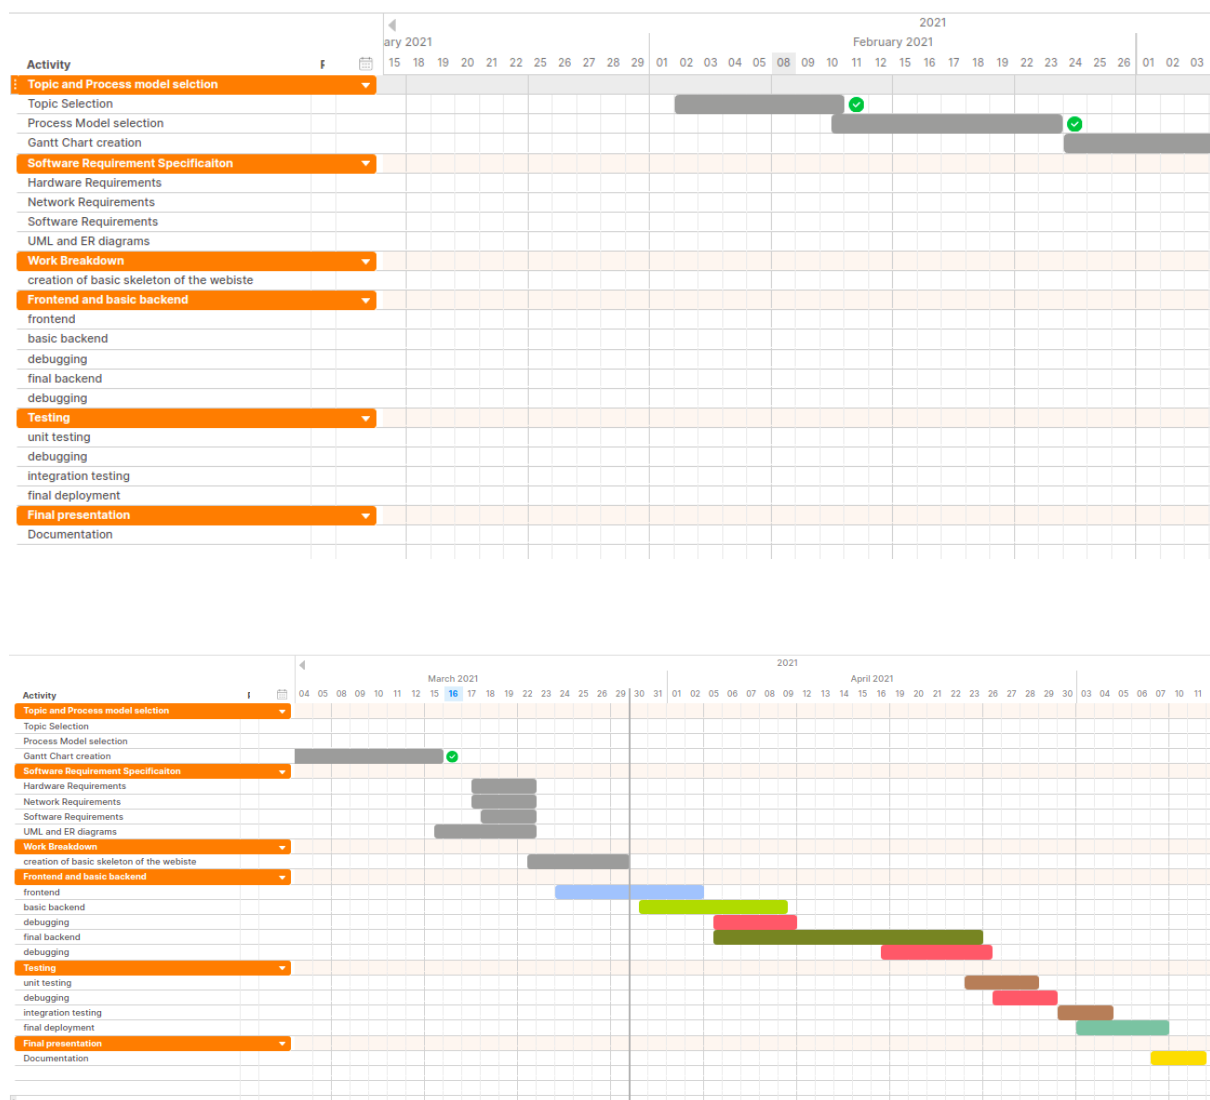 2021
ary 2021 February 2021
Activity 15 18 19 20 21 22 25 26 27 28 29 01 02 03 04 05 08 09 10 11 12 15 16 17 18 19 22 23 24 25 26 01 02 03
Topic and Process model selction
Topic Selection
Process Model selection
Gantt Chart creation
Software Requirement Specificaiton
Hardware Requirements
Network Requirements
Software Requirements
UML and ER diagrams
Work Breakdown
creation of basic skeleton of the webiste
Frontend and basic backend
frontend
basic backend
debugging
final backend
debugging
Testing
unit testing
debugging
integration testing
final deployment
Final presentation
Documentation
2021
March 2021 April 2021
Activity 04 05 08 09 10 11 12 15 16 17 18 19 22 23 24 25 26 29 30 31 01 02 05 06 07 08 09 12 13 14 15 16 19 20 21 22 23 26 27 28 29 30 03 04 05 06 07 10 11
Topic and Process model selction
Topic Selection
Process Model selection
Gantt Chart creation
Software Requirement Specificaiton
Hardware Requirements
Network Requirements
Software Requirements
UML and ER diagrams
Work Breakdown
creation of basic skeleton of the webiste
Frontend and basic backend
frontend
basic backend
debugging
final backend
debugging
Testing
unit testing
debugging
integration testing
final deployment
Final presentation
Documentation